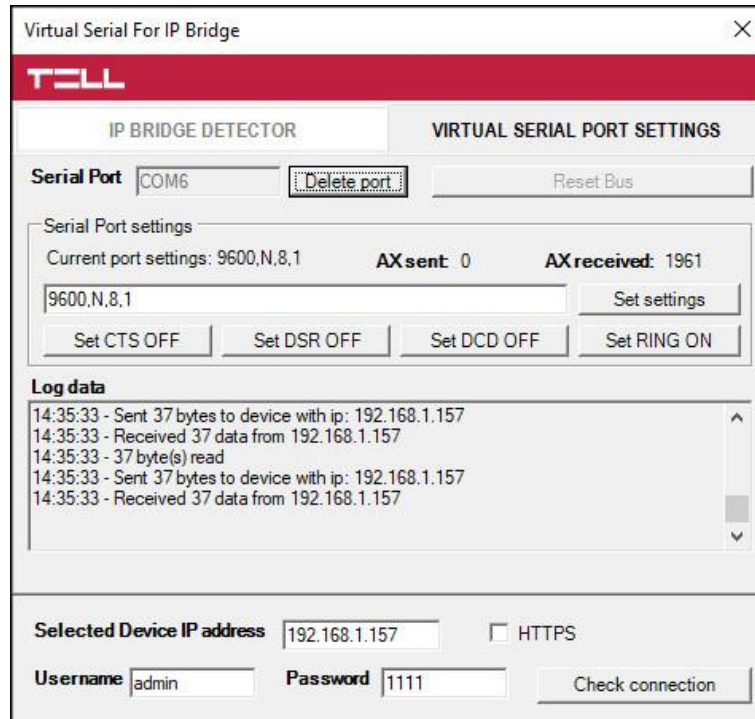 Virtual Serial For IP Bridge
TELL
IP BRIDGE DETECTOR VIRTUAL SERIAL PORT SETTINGS
Serial Port COM6 Delete port Reset Bus
Serial Port settings
Current port settings: 9600,N,8,1 AX sent: 0 AX received: 1961
9600,N,8,1 Set settings
Set CTS OFF Set DSR OFF Set DCD OFF Set RING ON
Log data
14:35:33 - Sent 37 bytes to device with ip: 192.168.1.157
14:35:33 - Received 37 data from 192.168.1.157
14:35:33 - 37 byte(s) read
14:35:33 - Sent 37 bytes to device with ip: 192.168.1.157
14:35:33 - Received 37 data from 192.168.1.157
Selected Device IP address 192.168.1.157 HTTPS
Username admin Password 1111 Check connection